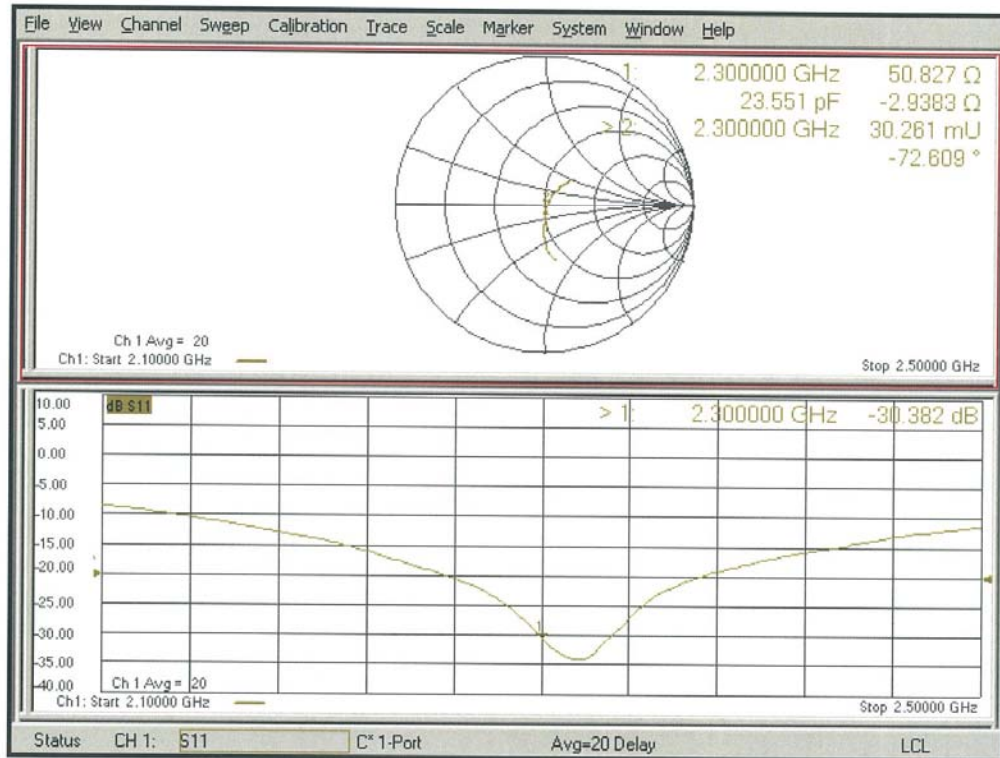 File View Channel Sweep Calibration Trace Scale Marker System Window Help
1: 2.300000 GHz 50.827 Ω
23.551 pF -2.9383 Ω
> 2: 2.300000 GHz 30.261 mU
-72.609 °
Ch 1 Avg = 20
Ch1: Start 2.10000 GHz
Stop 2.50000 GHz
10.00
dB S11
> 1: 2.300000 GHz -30.382 dB
5.00
0.00
-5.00
-10.00
-15.00
-20.00
-25.00
-30.00
1
-35.00
-40.00
Ch 1 Avg = 20
Ch1: Start 2.10000 GHz
Stop 2.50000 GHz
Status CH 1: S11 C* 1-Port Avg=20 Delay LCL